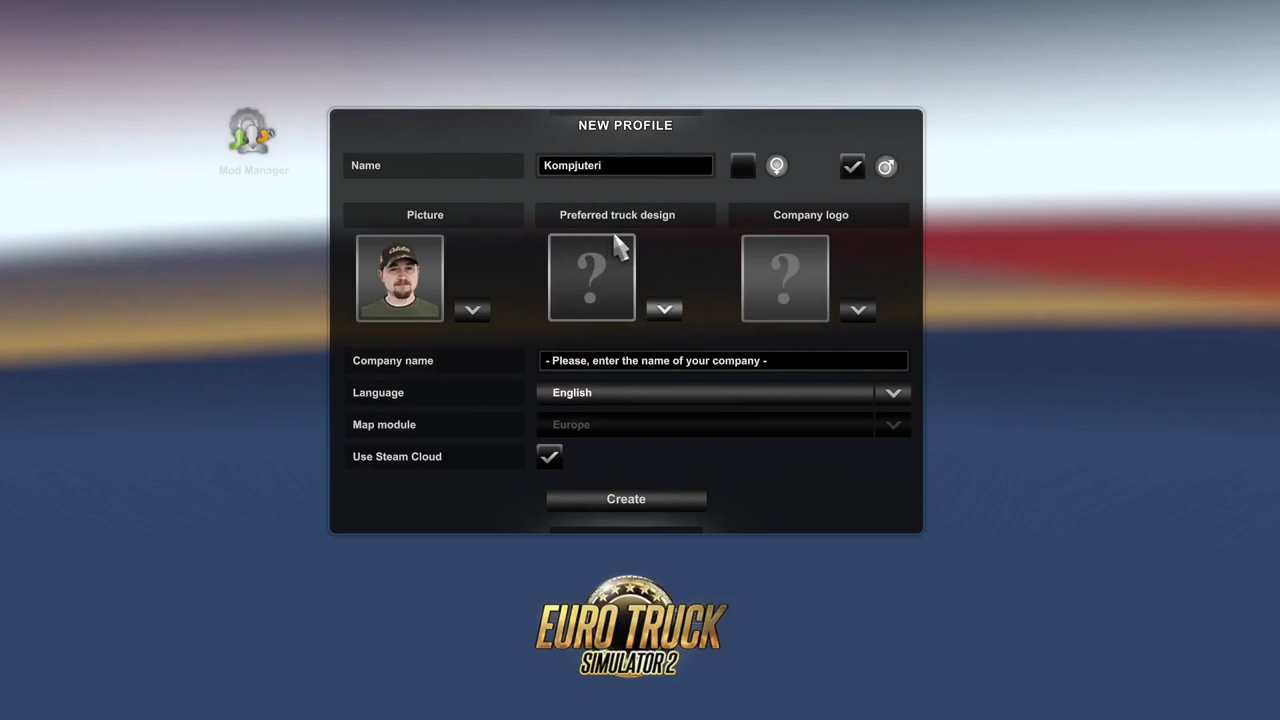 NEW PROFILE
Mod Manager
Name
Kompjuteri
Picture
Preferred truck design
Company logo
?
?
Company name
- Please, enter the name of your company -
Language
English
Map module
Europe
Use Steam Cloud
Create
EURO TRUCK
SIMULATOR 2